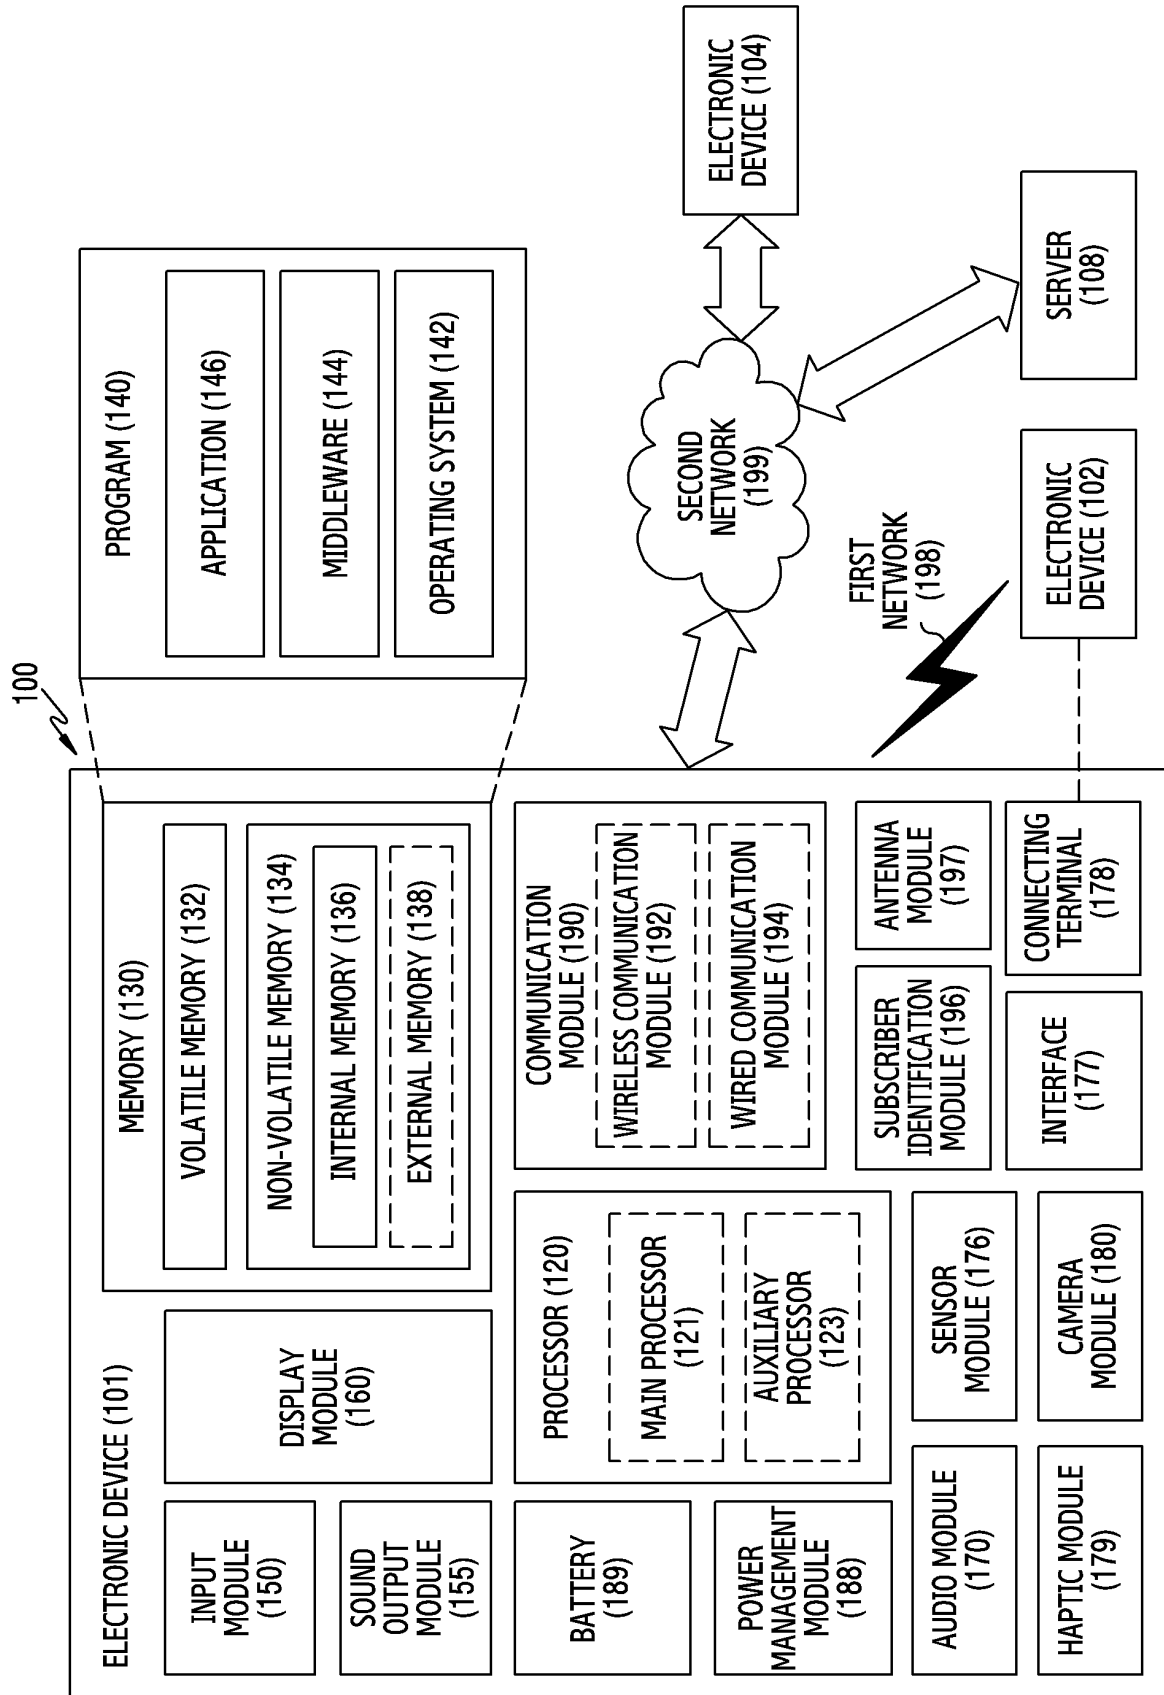 100
ELECTRONIC DEVICE (101)
INPUT
MODULE
(150)
SOUND
OUTPUT
MODULE
(155)
DISPLAY
MODULE
(160)
MEMORY (130)
VOLATILE MEMORY (132)
NON-VOLATILE MEMORY (134)
INTERNAL MEMORY (136)
EXTERNAL MEMORY (138)
PROGRAM (140)
APPLICATION (146)
MIDDLEWARE (144)
OPERATING SYSTEM (142)
BATTERY
(189)
POWER
MANAGEMENT
MODULE
(188)
PROCESSOR (120)
MAIN PROCESSOR
(121)
AUXILIARY
PROCESSOR
(123)
COMMUNICATION
MODULE (190)
WIRELESS COMMUNICATION
MODULE (192)
WIRED COMMUNICATION
MODULE (194)
SECOND
NETWORK
(199)
ELECTRONIC
DEVICE (104)
AUDIO MODULE
(170)
SENSOR
MODULE (176)
SUBSCRIBER
IDENTIFICATION
MODULE (196)
ANTENNA
MODULE
(197)
FIRST
NETWORK
(198)
HAPTIC MODULE
(179)
CAMERA
MODULE (180)
INTERFACE
(177)
CONNECTING
TERMINAL
(178)
ELECTRONIC
DEVICE (102)
SERVER
(108)